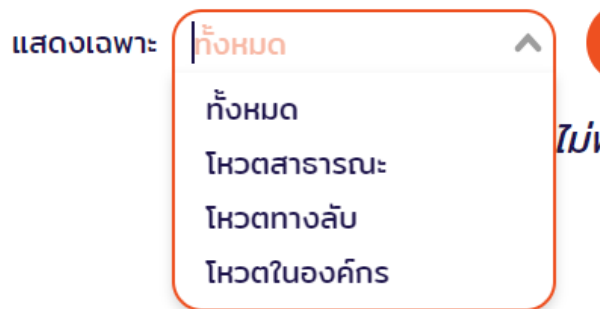 แสดงเฉพาะ ทั้งหมด
ทั้งหมด
โหวตสาธารณะ
โหวตทางลับ
โหวตในองค์กร